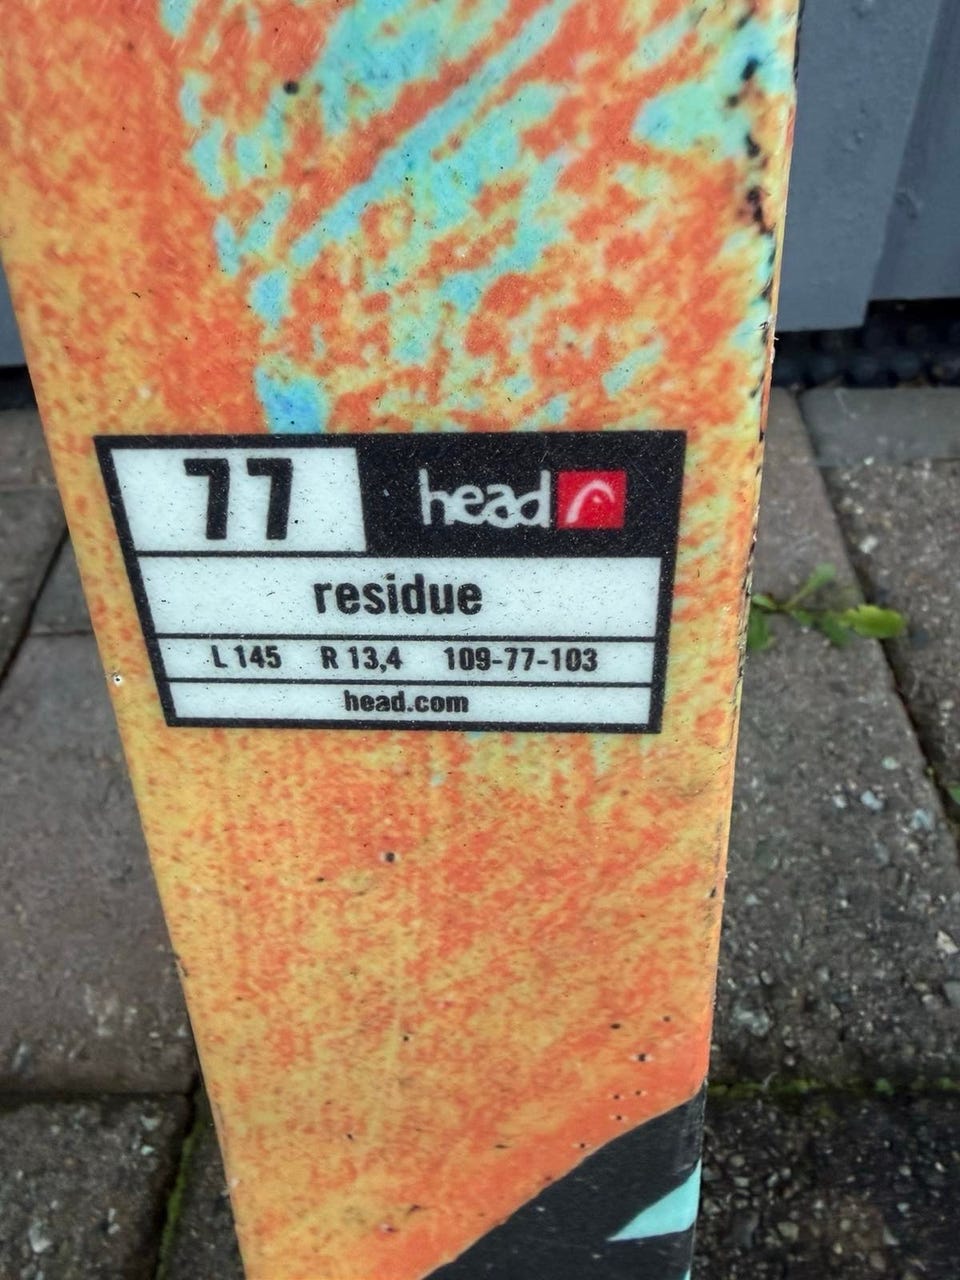 77 head
residue
L 145 R 13,4 109-77-103
head.com